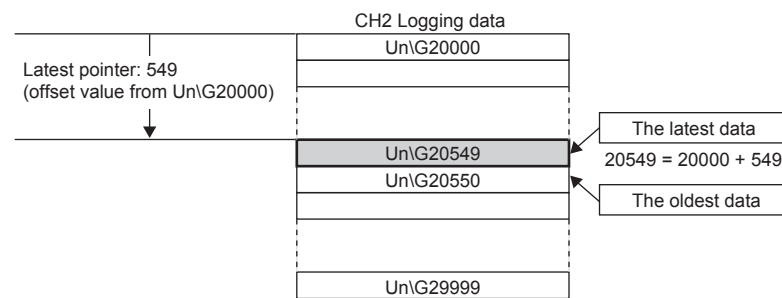 CH2 Logging data
Un\G20000
Latest pointer: 549
(offset value from Un\G20000)
The latest data
Un\G20549
20549 = 20000 + 549
Un\G20550
The oldest data
Un\G29999